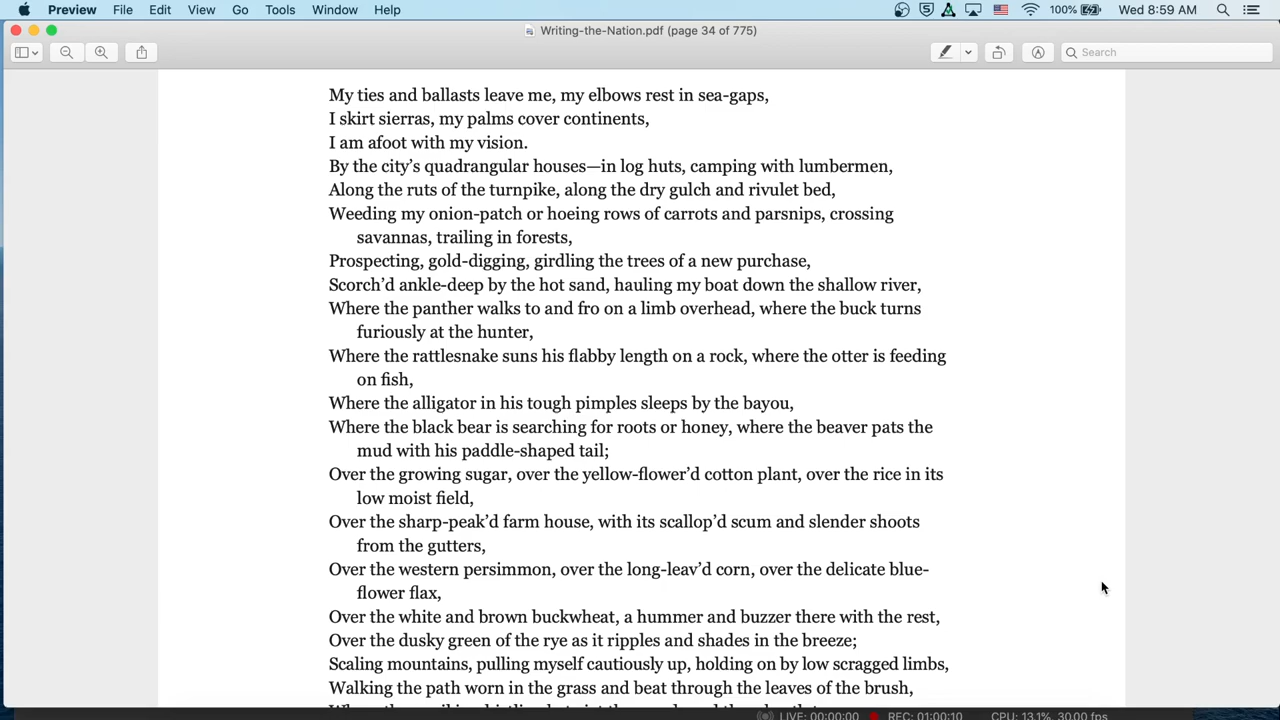 Preview File Edit View Go Tools Window Help 100% Wed 8:59 AM
Writing-the-Nation.pdf (page 34 of 775)
Search
My ties and ballasts leave me, my elbows rest in sea-gaps,
I skirt sierras, my palms cover continents,
I am afoot with my vision.
By the city’s quadrangular houses—in log huts, camping with lumbermen,
Along the ruts of the turnpike, along the dry gulch and rivulet bed,
Weeding my onion-patch or hoeing rows of carrots and parsnips, crossing
savannas, trailing in forests,
Prospecting, gold-digging, girdling the trees of a new purchase,
Scorch’d ankle-deep by the hot sand, hauling my boat down the shallow river,
Where the panther walks to and fro on a limb overhead, where the buck turns
furiously at the hunter,
Where the rattlesnake suns his flabby length on a rock, where the otter is feeding
on fish,
Where the alligator in his tough pimples sleeps by the bayou,
Where the black bear is searching for roots or honey, where the beaver pats the
mud with his paddle-shaped tail;
Over the growing sugar, over the yellow-flower’d cotton plant, over the rice in its
low moist field,
Over the sharp-peak’d farm house, with its scallop’d scum and slender shoots
from the gutters,
Over the western persimmon, over the long-leav’d corn, over the delicate blue-
flower flax,
Over the white and brown buckwheat, a hummer and buzzer there with the rest,
Over the dusky green of the rye as it ripples and shades in the breeze;
Scaling mountains, pulling myself cautiously up, holding on by low scragged limbs,
Walking the path worn in the grass and beat through the leaves of the brush,
LIVE: 00:00:00 REC: 01:00:10 CPU: 13.1%, 30.00 fps